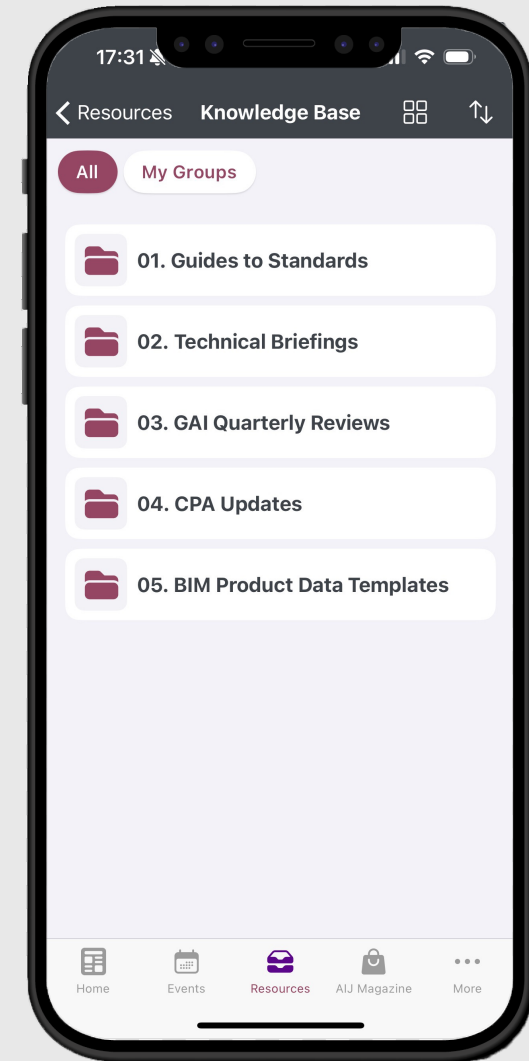 17:31
Resources Knowledge Base
All My Groups
01. Guides to Standards
02. Technical Briefings
03. GAI Quarterly Reviews
04. CPA Updates
05. BIM Product Data Templates
Home Events Resources AIJ Magazine More